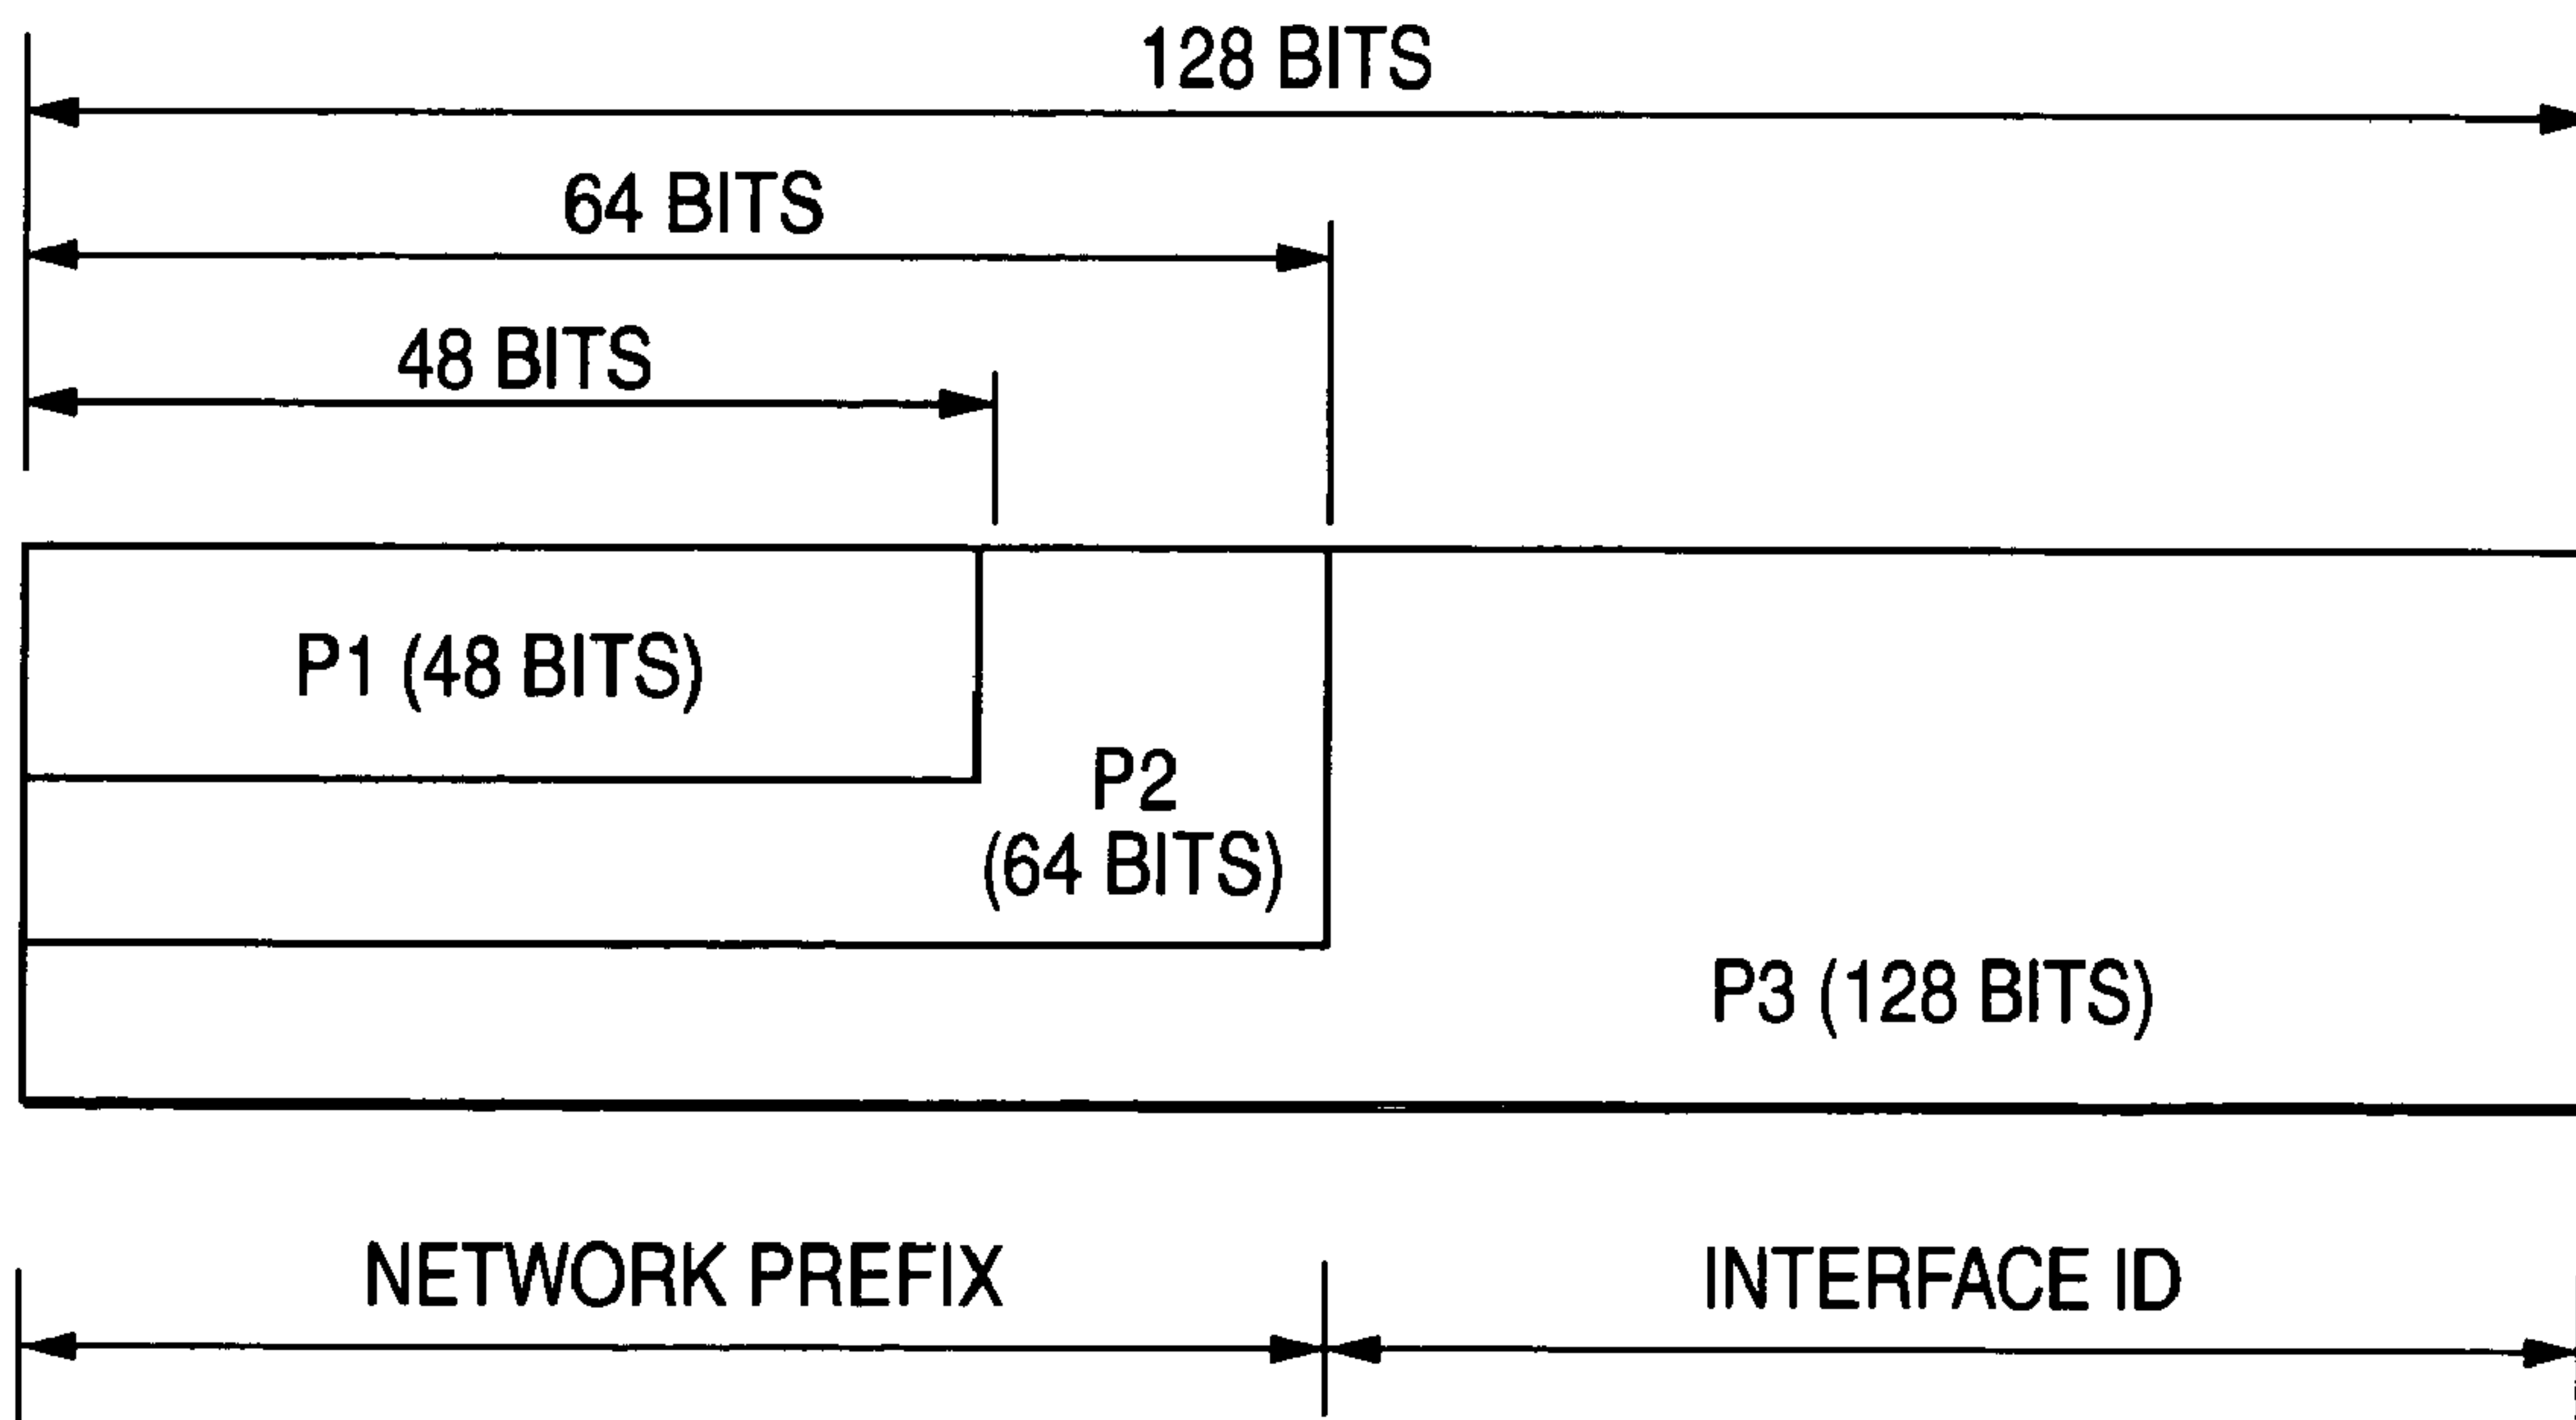 128 BITS
64 BITS
48 BITS
P1 (48 BITS)
P2
(64 BITS)
P3 (128 BITS)
NETWORK PREFIX
INTERFACE ID